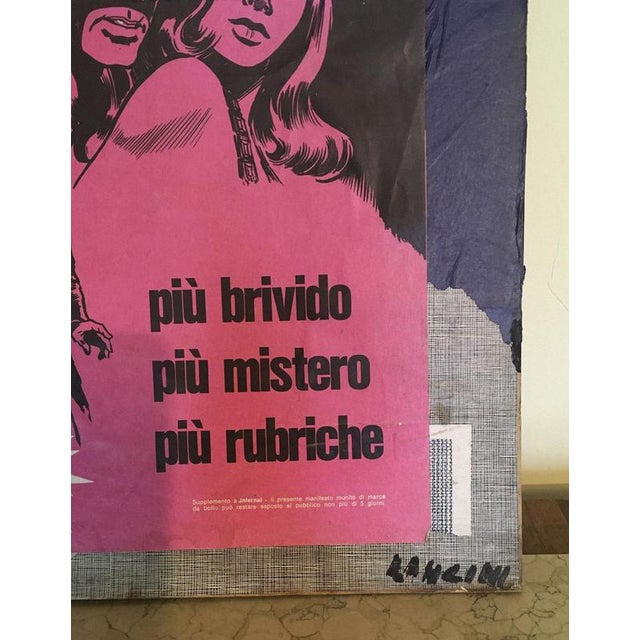 più brivido
più mistero
più rubriche
Supplemento a Jnfernal - il presente manifesto munito di marca
da bollo può restare esposto al pubblico non più di 5 giorni.